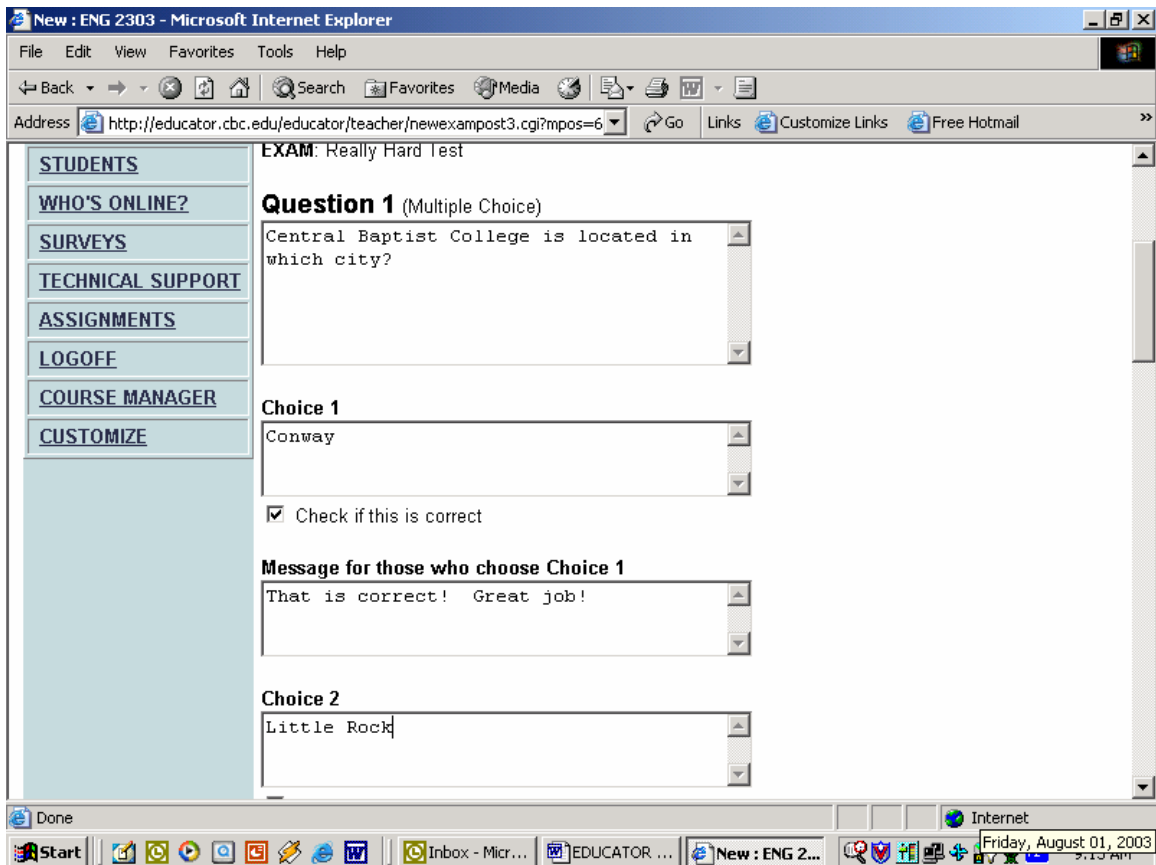 New : ENG 2303 - Microsoft Internet Explorer
File Edit View Favorites Tools Help
Back Search Favorites Media
Address http://educator.cbc.edu/educator/teacher/newexampost3.cgi?mpos=6 Go Links Customize Links Free Hotmail »
STUDENTS
WHO'S ONLINE?
SURVEYS
TECHNICAL SUPPORT
ASSIGNMENTS
LOGOFF
COURSE MANAGER
CUSTOMIZE
EXAM: Really Hard Test
Question 1 (Multiple Choice)
Central Baptist College is located in
which city?
Choice 1
Conway
Check if this is correct
Message for those who choose Choice 1
That is correct!  Great job!
Choice 2
Little Rock
Done Internet
Start Inbox - Micr... EDUCATOR ... New : ENG 2...
Friday, August 01, 2003